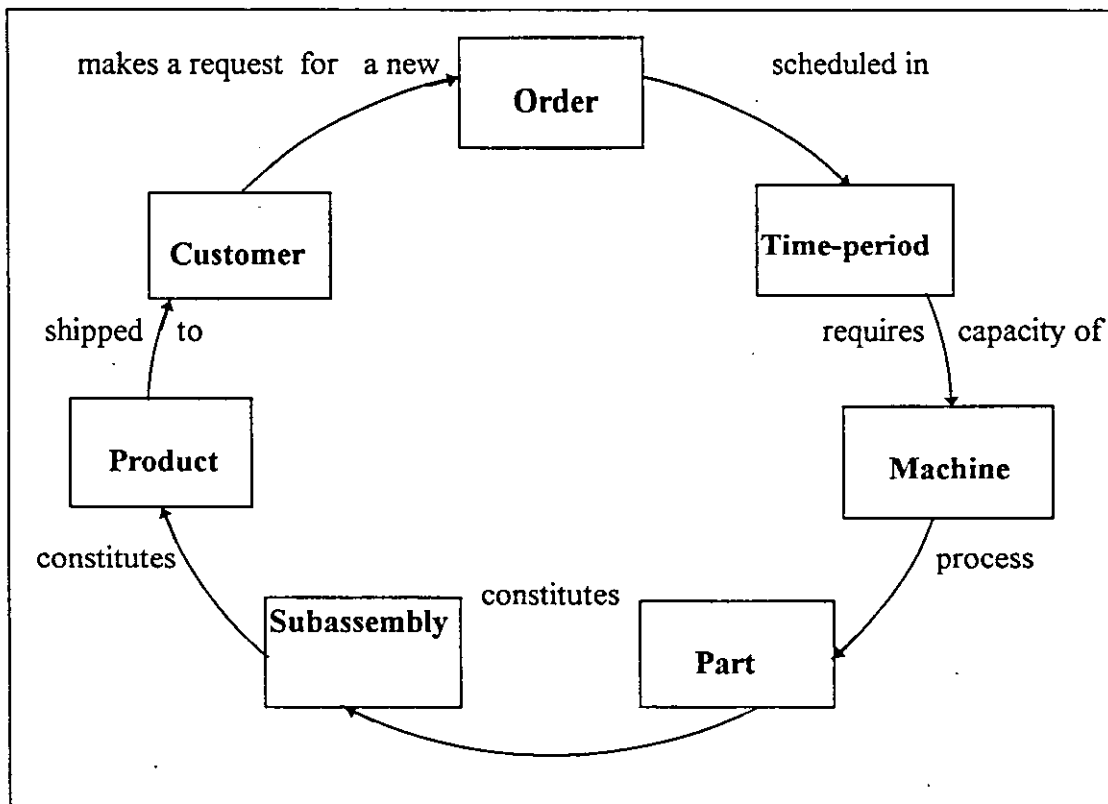 makes a request for a new
Order
scheduled in
Customer
Time-period
shipped to
requires capacity of
Product
Machine
constitutes
process
constitutes
Subassembly
Part